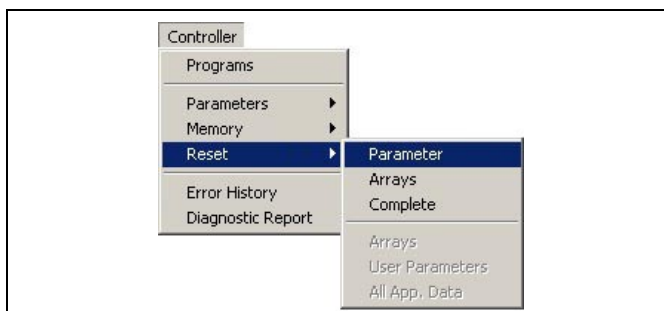 Controller
Programs
Parameters
Memory
Reset
Error History
Diagnostic Report
Parameter
Arrays
Complete
Arrays
User Parameters
All App. Data